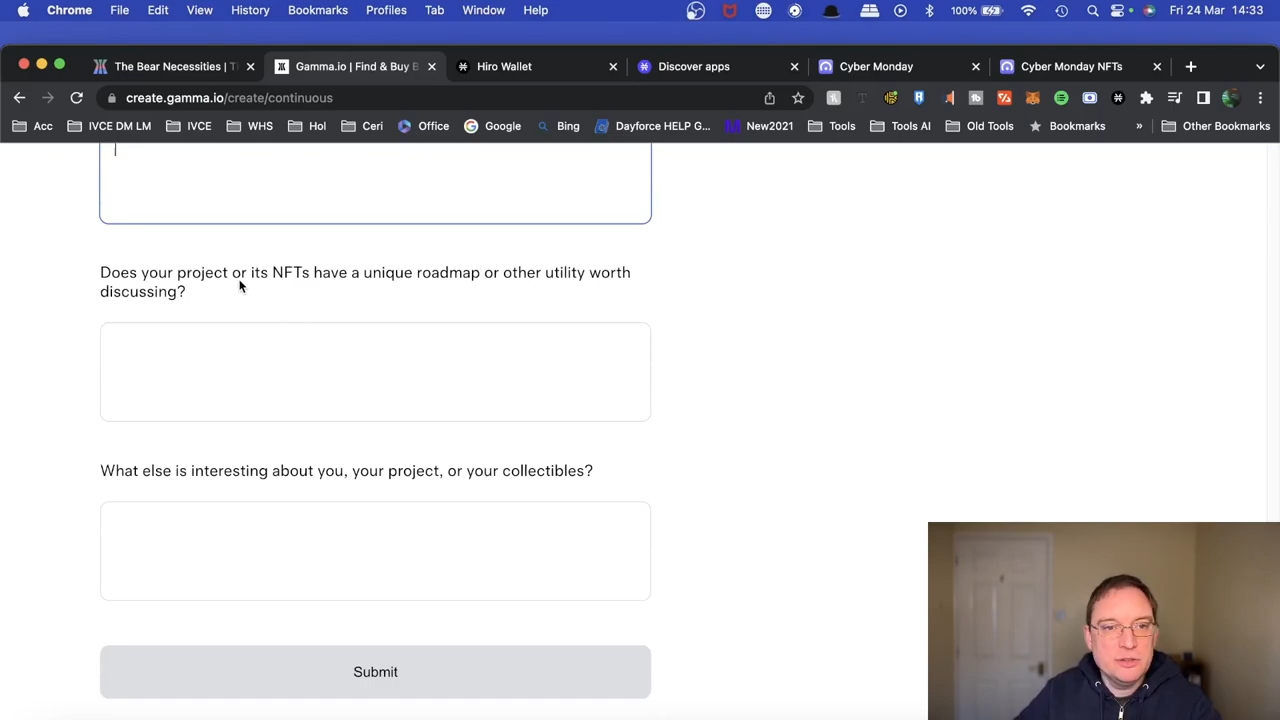 Chrome File Edit View History Bookmarks Profiles Tab Window Help 100% Fri 24 Mar 14:33
The Bear Necessities | T Gamma.io | Find & Buy B Hiro Wallet Discover apps Cyber Monday Cyber Monday NFTs
create.gamma.io/create/continuous
Acc IVCE DM LM IVCE WHS Hol Ceri Office Google Bing Dayforce HELP G... New2021 Tools Tools AI Old Tools Bookmarks » Other Bookmarks
Does your project or its NFTs have a unique roadmap or other utility worth
discussing?
What else is interesting about you, your project, or your collectibles?
Submit